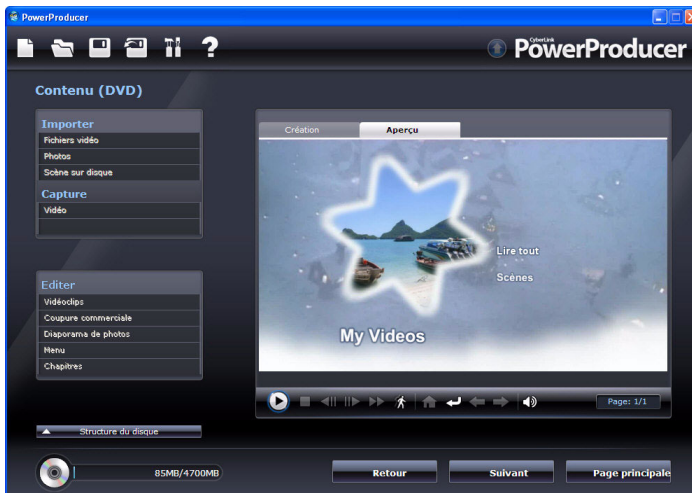 PowerProducer
?
CyberLink
PowerProducer
Contenu (DVD)
Importer
Fichiers vidéo
Photos
Scène sur disque
Capture
Vidéo
Editer
Vidéoclips
Coupure commerciale
Diaporama de photos
Menu
Chapitres
Structure du disque
Création
Aperçu
Lire tout
Scènes
My Videos
Page: 1/1
85MB/4700MB
Retour
Suivant
Page principale